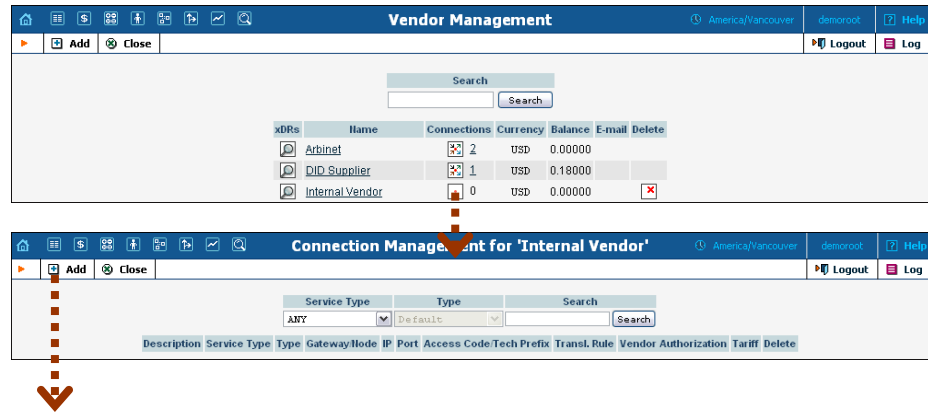 Vendor Management America/Vancouver demoroot Help
Add Close Logout Log
Search
Search
xDRs Name Connections Currency Balance E-mail Delete
Arbinet 2 USD 0.00000
DID Supplier 1 USD 0.18000
Internal Vendor 0 USD 0.00000
Connection Management for 'Internal Vendor' America/Vancouver demoroot Help
Add Close Logout Log
Service Type Type Search
ANY Default Search
Description Service Type Type Gateway/Node IP Port Access Code/Tech Prefix Transl. Rule Vendor Authorization Tariff Delete